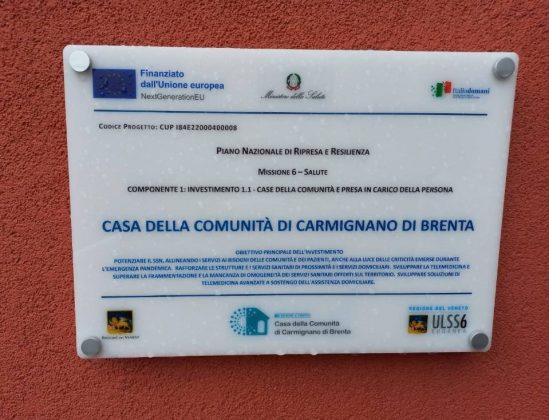 Finanziato
dall'Unione europea
NextGenerationEU
Ministero della Salute
Italiadomani
CODICE PROGETTO: CUP I84E22000400008
PIANO NAZIONALE DI RIPRESA E RESILIENZA
MISSIONE 6 – SALUTE
COMPONENTE 1: INVESTIMENTO 1.1 - CASE DELLA COMUNITÀ E PRESA IN CARICO DELLA PERSONA
CASA DELLA COMUNITÀ DI CARMIGNANO DI BRENTA
OBIETTIVO PRINCIPALE DELL'INVESTIMENTO
POTENZIARE IL SSN, ALLINEANDO I SERVIZI AI BISOGNI DELLE COMUNITÀ E DEI PAZIENTI, ANCHE ALLA LUCE DELLE CRITICITÀ EMERSE DURANTE
L'EMERGENZA PANDEMICA. RAFFORZARE LE STRUTTURE E I SERVIZI SANITARI DI PROSSIMITÀ E I SERVIZI DOMICILIARI. SVILUPPARE LA TELEMEDICINA E
SUPERARE LA FRAMMENTAZIONE E LA MANCANZA DI OMOGENEITÀ DEI SERVIZI SANITARI OFFERTI SUL TERRITORIO. SVILUPPARE SOLUZIONI DI
TELEMEDICINA AVANZATE A SOSTEGNO DELL'ASSISTENZA DOMICILIARE.
REGIONE DEL VENETO
Casa della Comunità
di Carmignano di Brenta
REGIONE DEL VENETO
ULSS6
EUGANEA